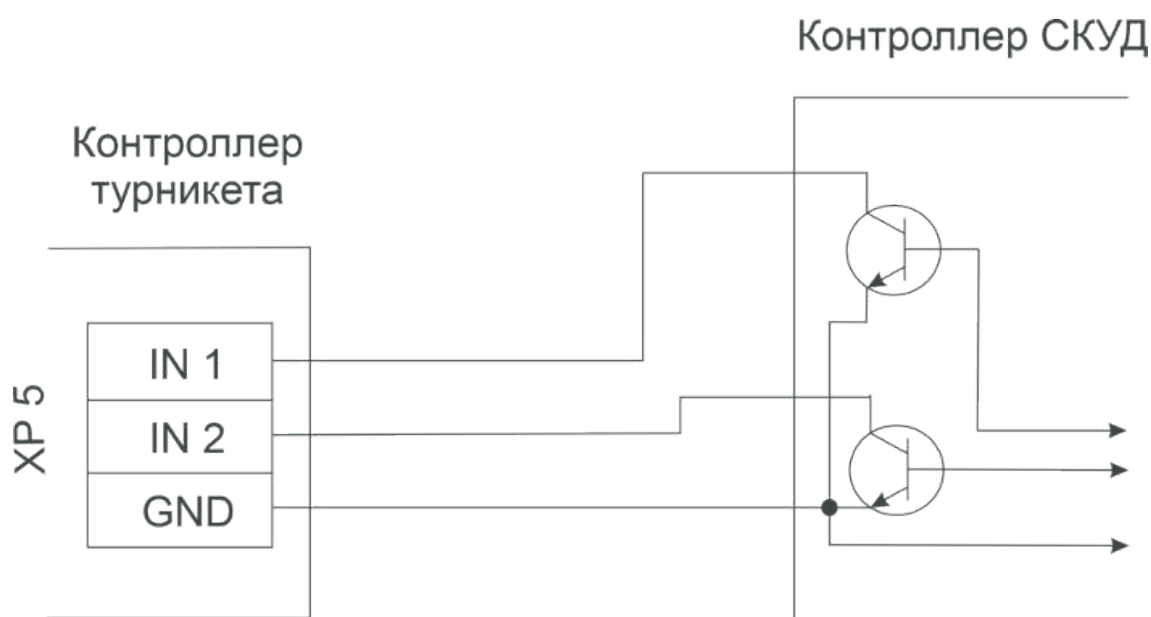 Контроллер СКУД
Контроллер
турникета
XP 5
IN 1
IN 2
GND